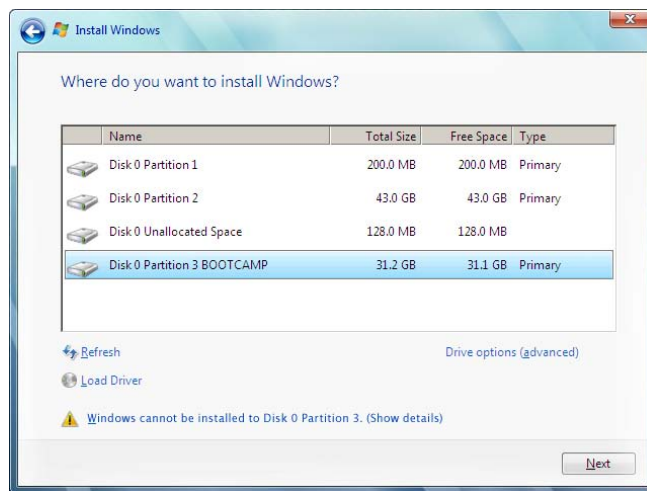 Install Windows
Where do you want to install Windows?
Name Total Size Free Space Type
Disk 0 Partition 1 200.0 MB 200.0 MB Primary
Disk 0 Partition 2 43.0 GB 43.0 GB Primary
Disk 0 Unallocated Space 128.0 MB 128.0 MB
Disk 0 Partition 3 BOOTCAMP 31.2 GB 31.1 GB Primary
Refresh Drive options (advanced)
Load Driver
Windows cannot be installed to Disk 0 Partition 3. (Show details)
Next